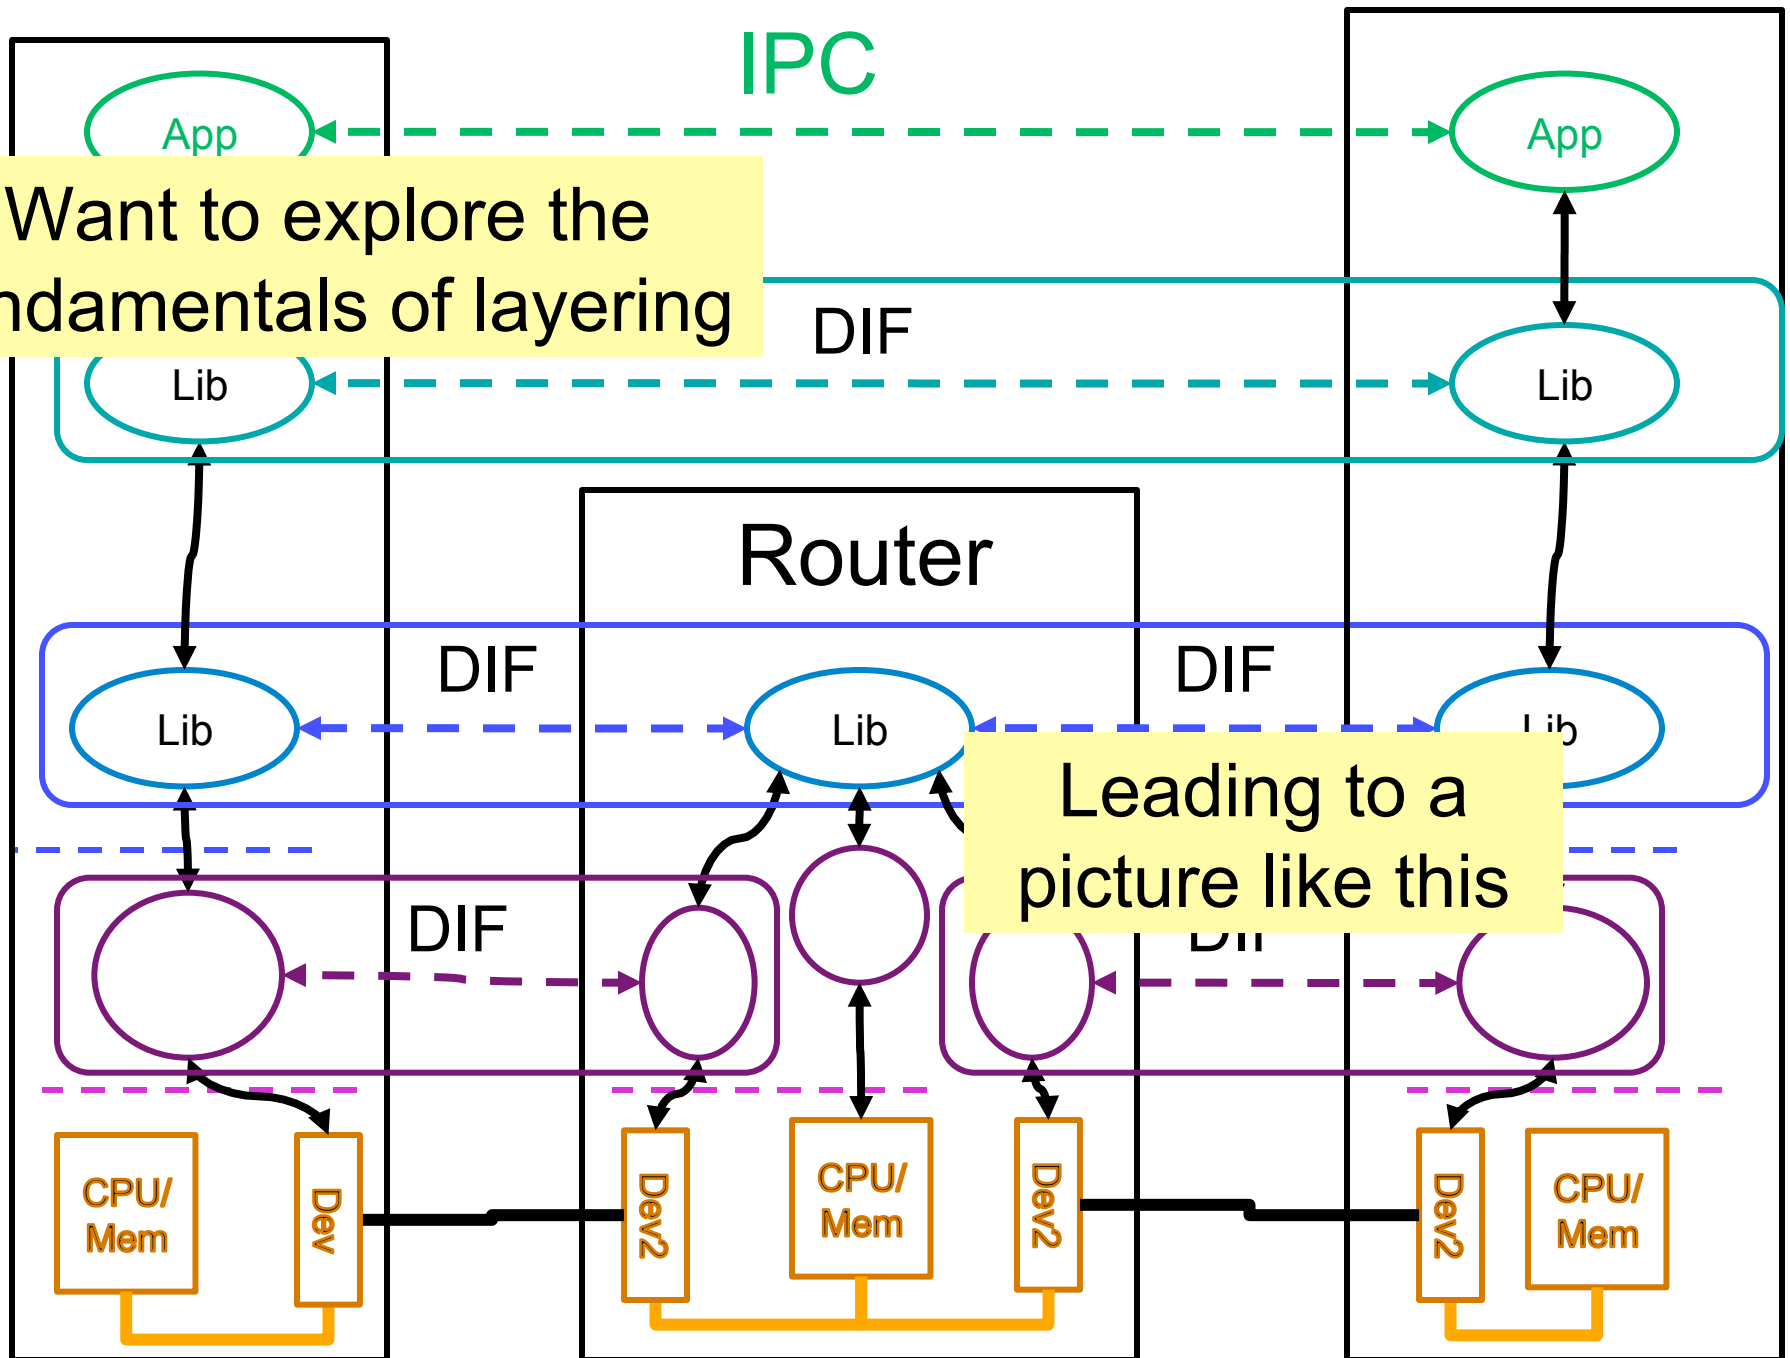 IPC
App
App
Want to explore the
ndamentals of layering
DIF
Lib
Lib
Router
DIF
DIF
Lib
Lib
Lib
Leading to a
picture like this
DIF
DIF
CPU/
Mem
Dev
Dev2
CPU/
Mem
Dev2
Dev2
CPU/
Mem